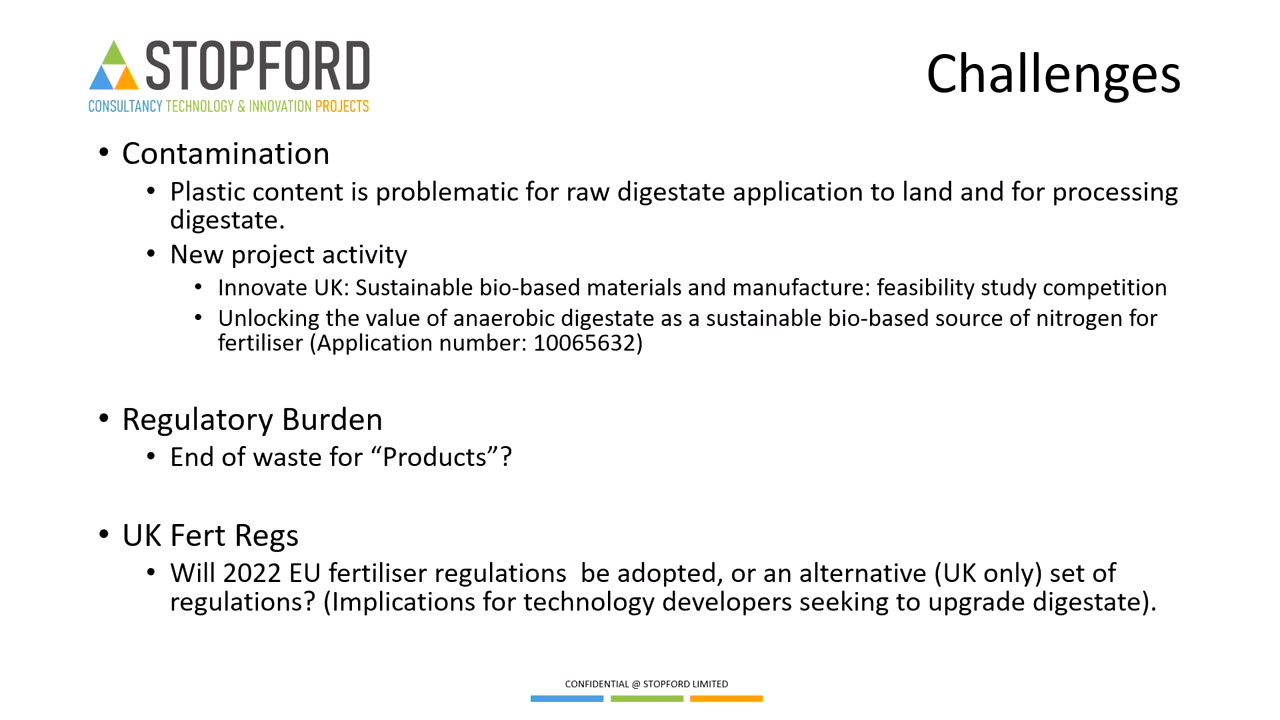 STOPFORD
CONSULTANCY TECHNOLOGY & INNOVATION PROJECTS
Challenges
• Contamination
• Plastic content is problematic for raw digestate application to land and for processing
digestate.
• New project activity
• Innovate UK: Sustainable bio-based materials and manufacture: feasibility study competition
• Unlocking the value of anaerobic digestate as a sustainable bio-based source of nitrogen for
fertiliser (Application number: 10065632)
• Regulatory Burden
• End of waste for “Products”?
• UK Fert Regs
• Will 2022 EU fertiliser regulations  be adopted, or an alternative (UK only) set of
regulations? (Implications for technology developers seeking to upgrade digestate).
CONFIDENTIAL @ STOPFORD LIMITED